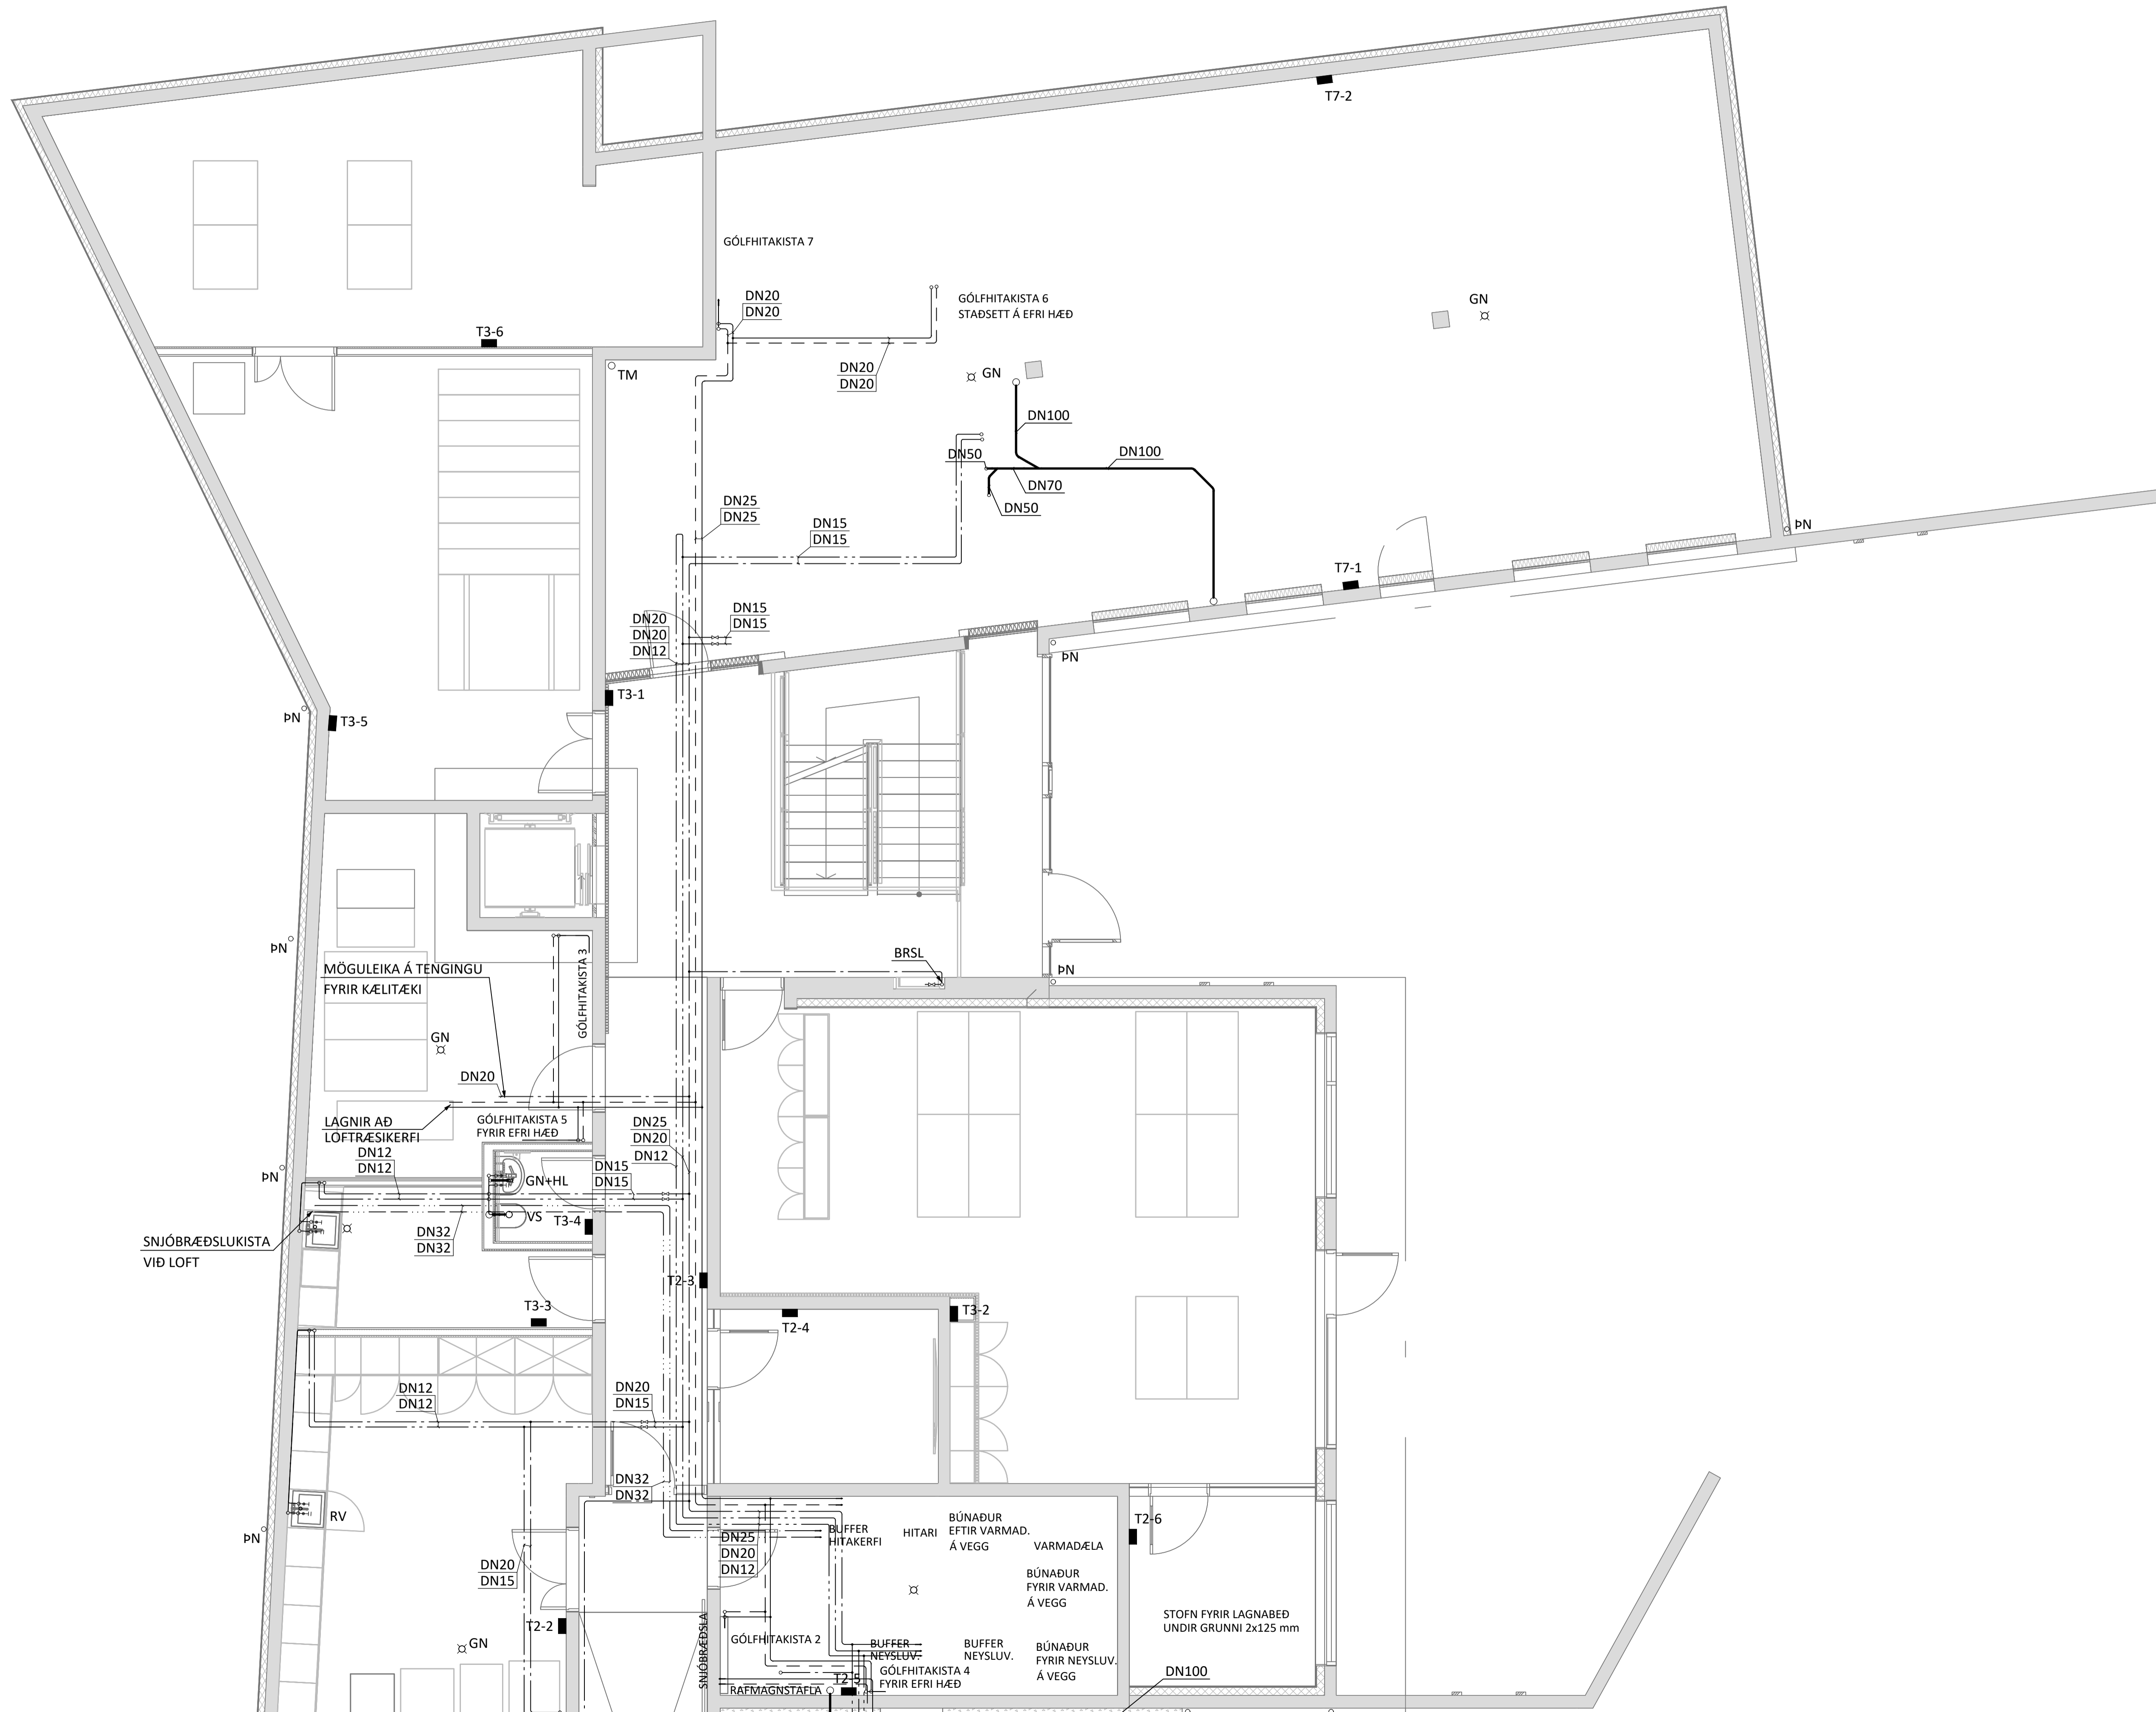 T7-2
GÓLFHITAKISTA 7
DN20
DN20
GÓLFHITAKISTA 6
STAÐSETT Á EFRI HÆÐ
GN
T3-6
TM
DN20
DN20
GN
DN100
DN50
DN100
DN70
DN50
DN25
DN25
DN15
DN15
ÞN
T7-1
DN20
DN20
DN12
DN15
DN15
ÞN
T3-1
ÞN
T3-5
ÞN
BRSL
ÞN
MÖGULEIKA Á TENGINGU
FYRIR KÆLITÆKI
GÓLFHITAKISTA 3
GN
DN20
LAGNIR AÐ
LOFTRÆSIKERFI
GÓLFHITAKISTA 5
FYRIR EFRI HÆÐ
DN25
DN20
DN12
DN12
DN12
DN15
DN15
ÞN
GN+HL
VS
T3-4
DN32
DN32
SNJÓBRÆÐSLUKISTA
VIÐ LOFT
T2-3
T3-3
T3-2
T2-4
DN12
DN12
DN20
DN15
DN32
DN32
RV
ÞN
DN20
DN15
DN25
DN20
DN12
BUFFER
HITAKERFI
HITARI
BÚNAÐUR
EFTIR VARMAD.
Á VEGG
VARMADÆLA
T2-6
BÚNAÐUR
FYRIR VARMAD.
Á VEGG
STOFN FYRIR LAGNABEÐ
UNDIR GRUNNI 2x125 mm
T2-2
GN
SNJÓBRÆÐSLA
GÓLFHITAKISTA 2
BUFFER
NEYSLUV.
BUFFER
NEYSLUV.
BÚNAÐUR
FYRIR NEYSLUV.
Á VEGG
GÓLFHITAKISTA 4
FYRIR EFRI HÆÐ
T2-5
RAFMAGNSTAFLA
DN100